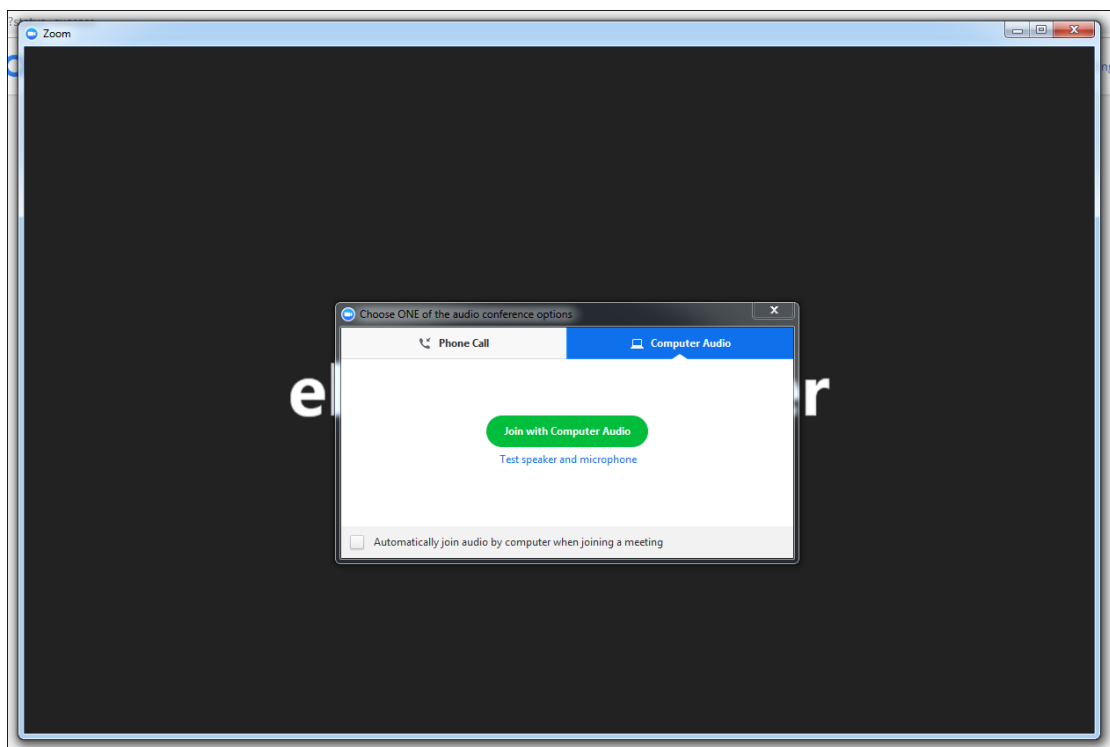 Zoom
Choose ONE of the audio conference options
Phone Call
Computer Audio
Join with Computer Audio
Test speaker and microphone
Automatically join audio by computer when joining a meeting